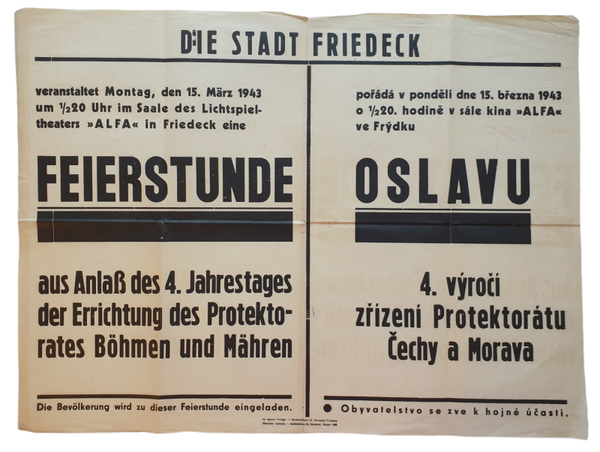 DIE STADT FRIEDECK
veranstaltet Montag, den 15. März 1943
um ½20 Uhr im Saale des Lichtspiel-
theaters »ALFA« in Friedeck eine
FEIERSTUNDE
aus Anlaß des 4. Jahrestages
der Errichtung des Protekto-
rates Böhmen und Mähren
Die Bevölkerung wird zu dieser Feierstunde eingeladen.
pořádá v pondělí dne 15. března 1943
o ½20. hodině v sále kina »ALFA«
ve Frýdku
OSLAVU
4. výročí
zřízení Protektorátu
Čechy a Morava
Obyvatelstvo se zve k hojné účasti.